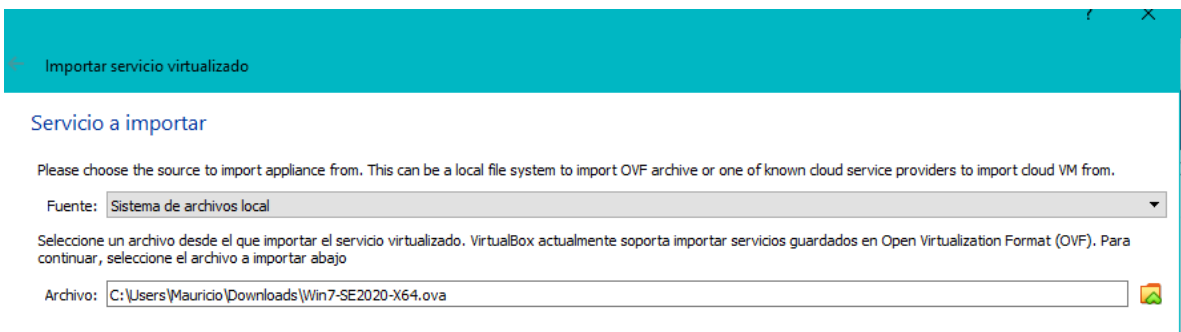 ?
Importar servicio virtualizado
Servicio a importar
Please choose the source to import appliance from. This can be a local file system to import OVF archive or one of known cloud service providers to import cloud VM from.
Fuente: Sistema de archivos local
Seleccione un archivo desde el que importar el servicio virtualizado. VirtualBox actualmente soporta importar servicios guardados en Open Virtualization Format (OVF). Para
continuar, seleccione el archivo a importar abajo
Archivo: C:\Users\Mauricio\Downloads\Win7-SE2020-X64.ova